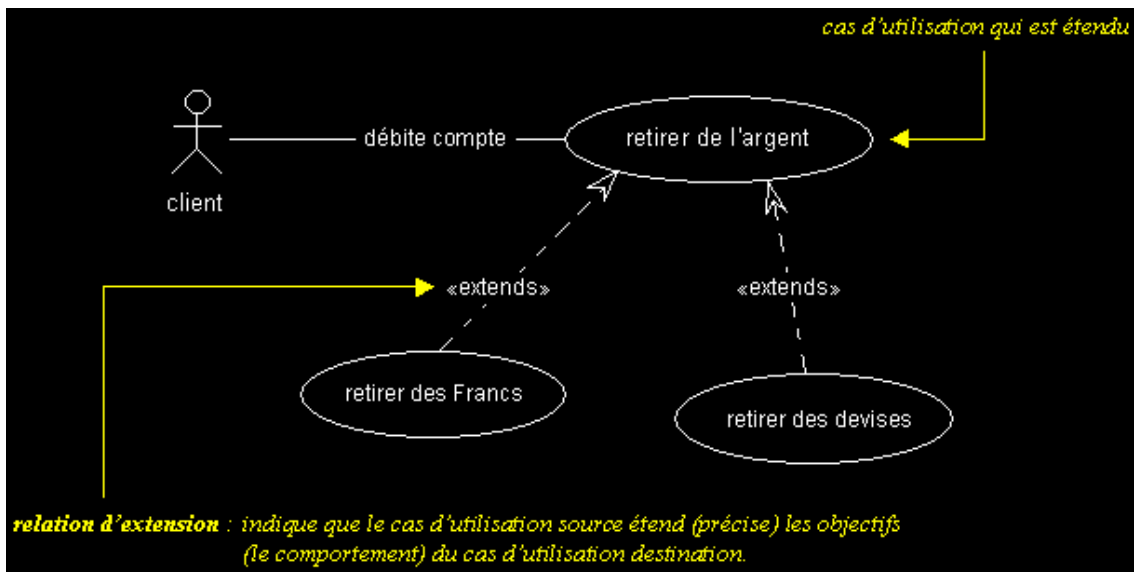 cas d'utilisation qui est étendu
débite compte
retirer de l'argent
client
«extends»
«extends»
retirer des Francs
retirer des devises
relation d'extension : indique que le cas d'utilisation source étend (précise) les objectifs
(le comportement) du cas d'utilisation destination.